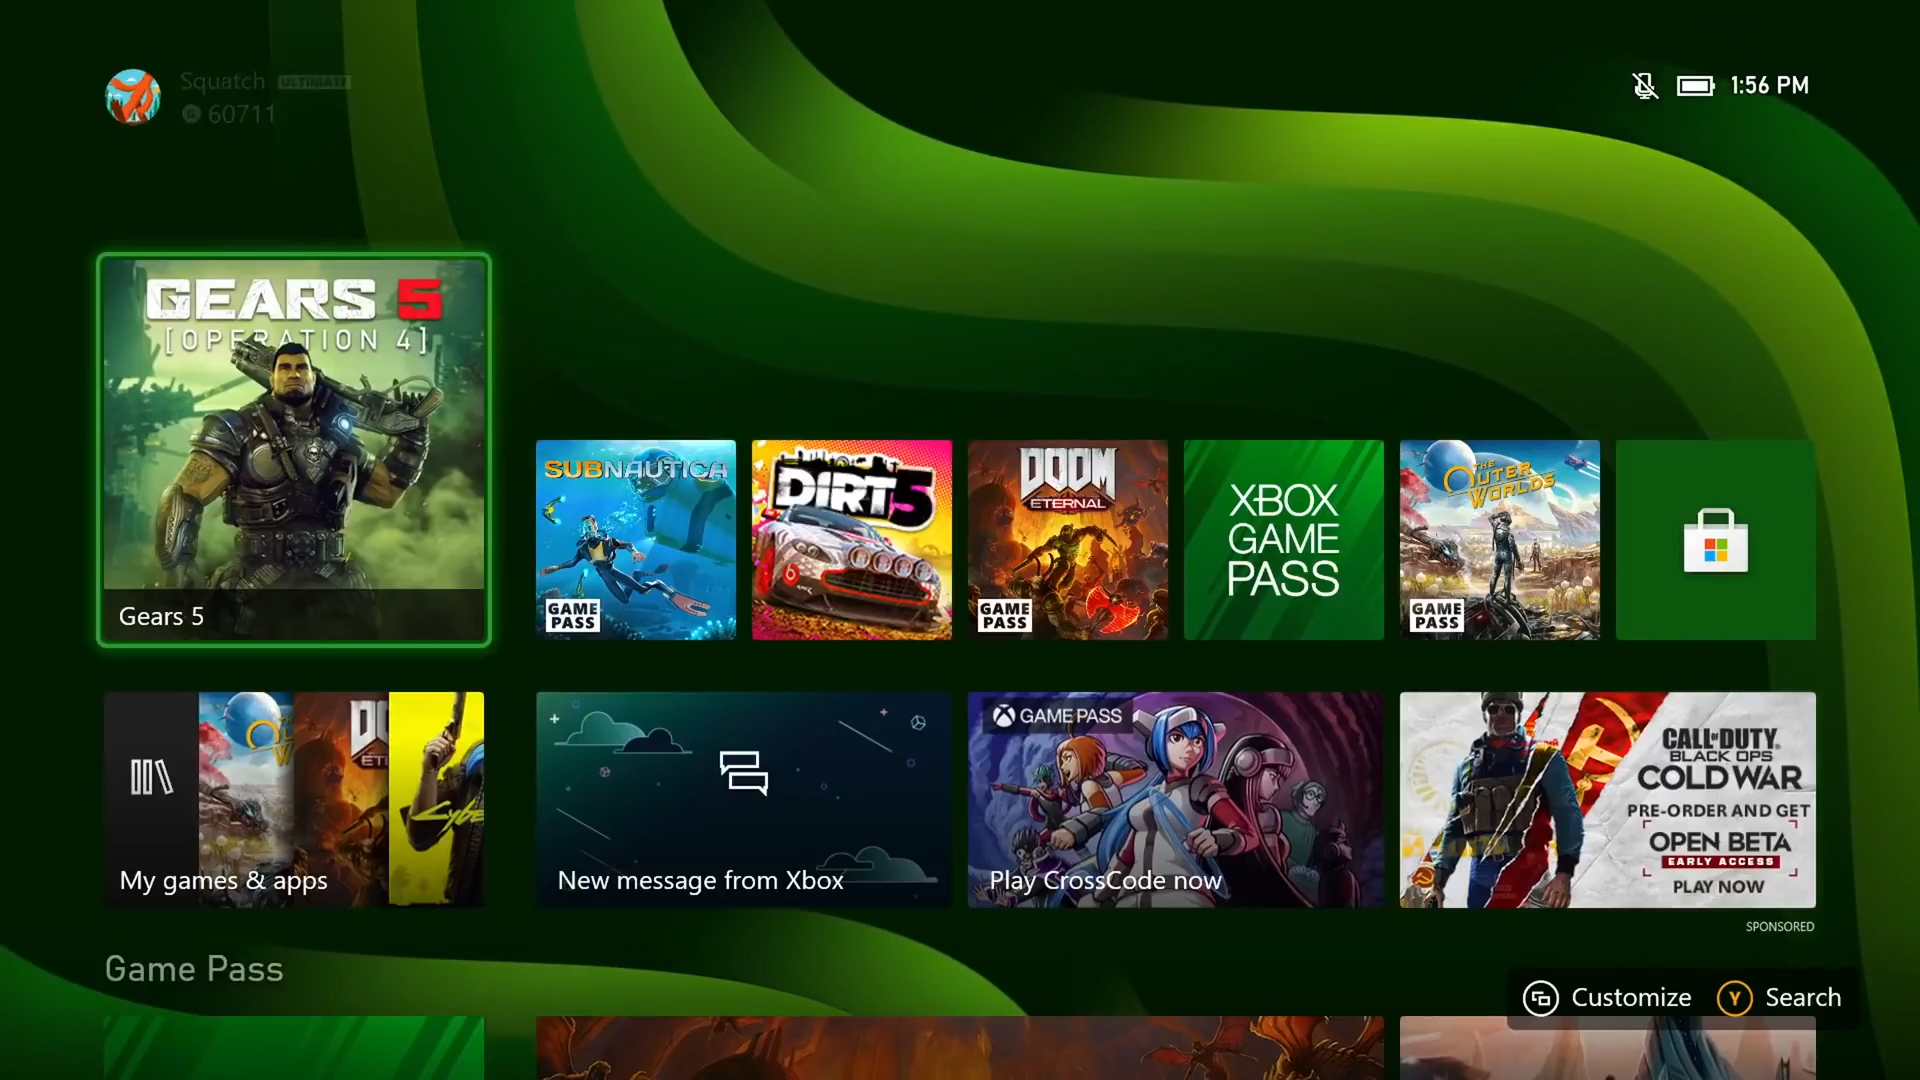 Squatch ULTIMATE
60711
1:56 PM
GEARS 5
[OPERATION 4]
Gears 5
SUBNAUTICA
GAME
PASS
DIRT 5
DOOM
ETERNAL
GAME
PASS
XBOX
GAME
PASS
THE
OUTER
WORLDS
GAME
PASS
My games & apps
New message from Xbox
GAME PASS
Play CrossCode now
CALL OF DUTY
BLACK OPS
COLD WAR
PRE-ORDER AND GET
OPEN BETA
EARLY ACCESS
PLAY NOW
SPONSORED
Game Pass
Customize
Y Search